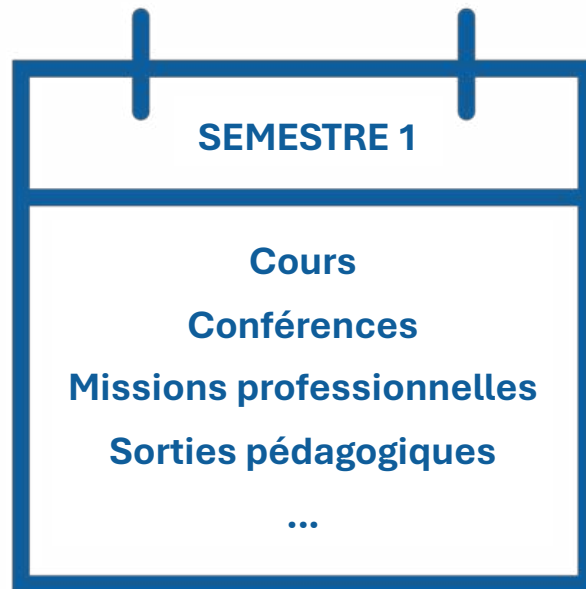 SEMESTRE 1
Cours
Conférences
Missions professionnelles
Sorties pédagogiques
...